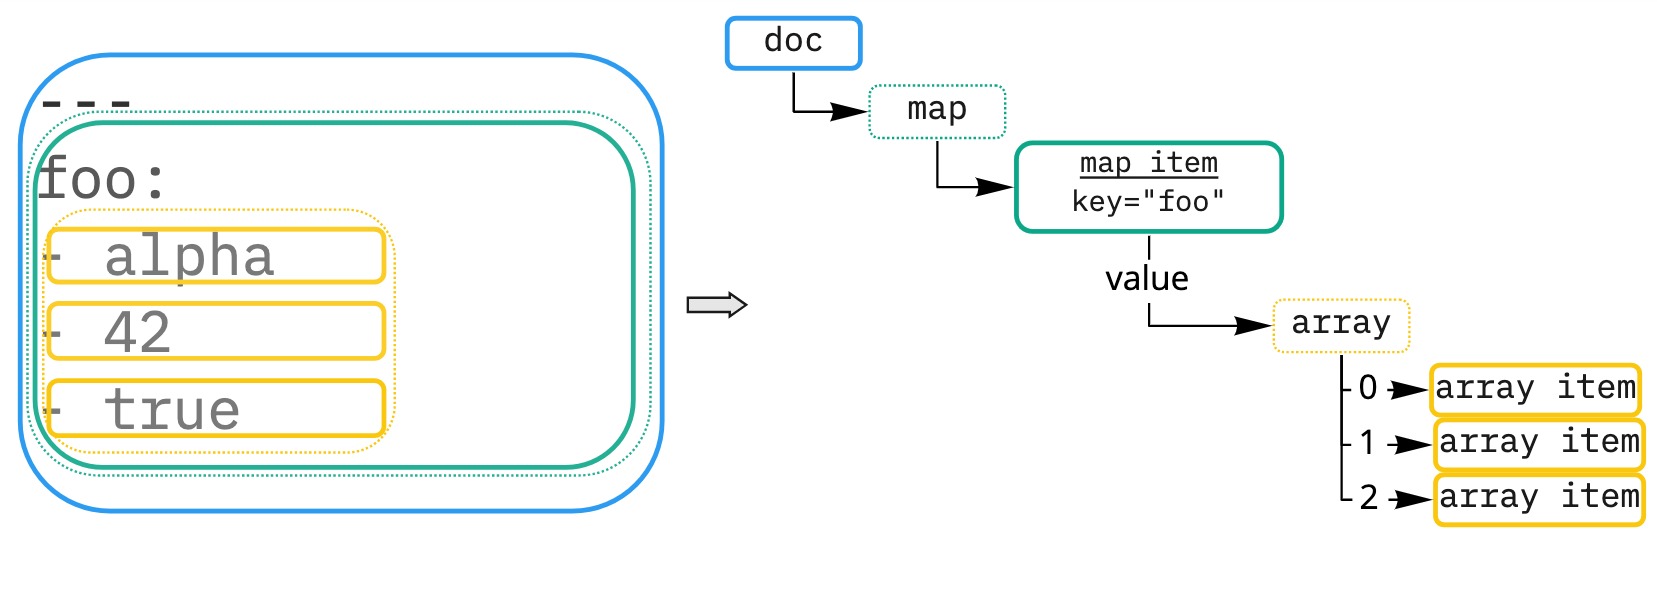 ---
foo:
- alpha
- 42
- true
doc
map
map item
key="foo"
value
array
0 array item
1 array item
2 array item